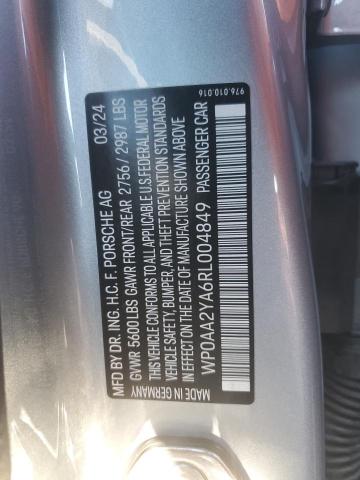 976.010.016
MFD BY DR. ING. H.C. F. PORSCHE AG 03/24
GVWR 5600LBS GAWR FRONT/REAR 2756/2987 LBS
THIS VEHICLE CONFORMS TO ALL APPLICABLE U.S. FEDERAL MOTOR
VEHICLE SAFETY, BUMPER, AND THEFT PREVENTION STANDARDS
IN EFFECT ON THE DATE OF MANUFACTURE SHOWN ABOVE
WP0AA2YA6RL004849 PASSENGER CAR
MADE IN GERMANY